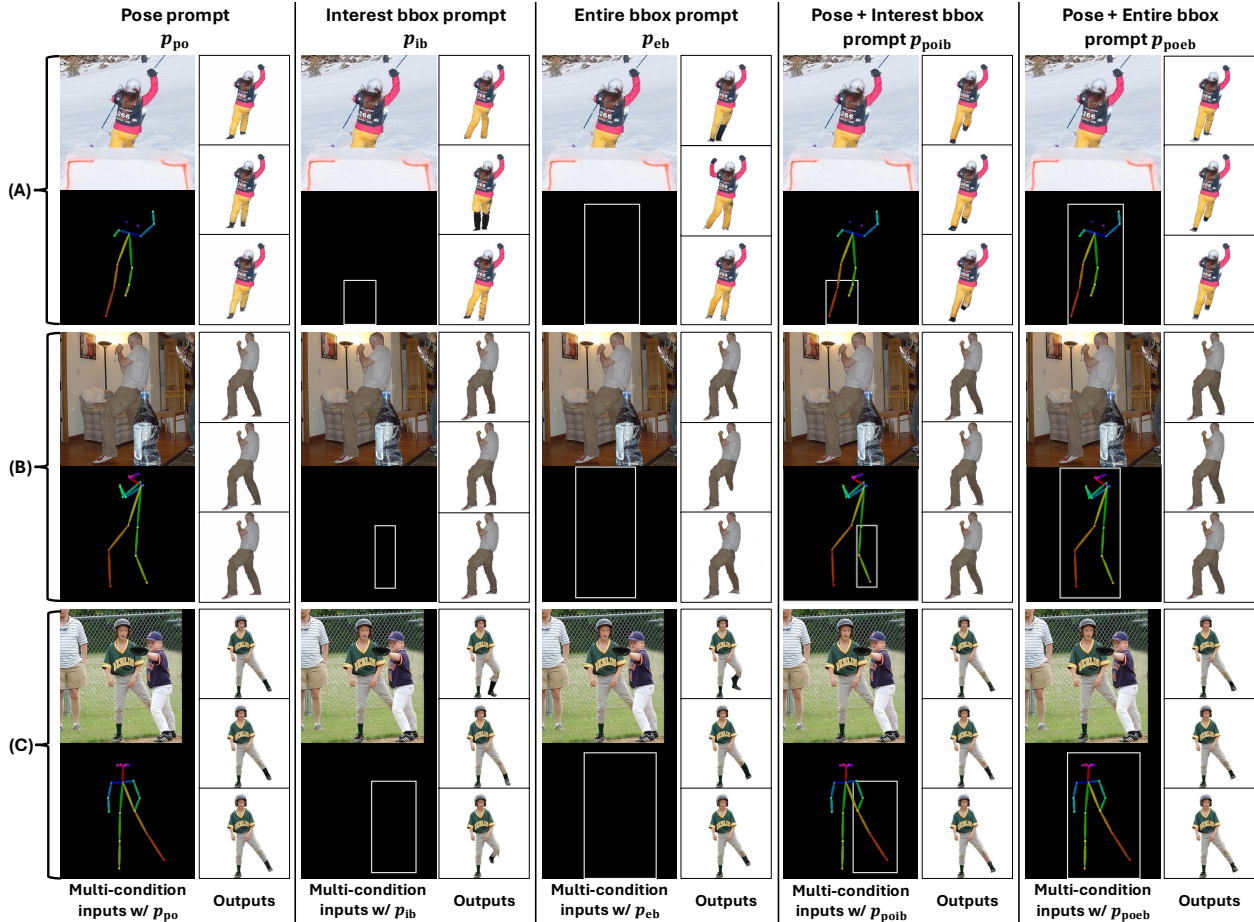 Pose prompt
p_po
Interest bbox prompt
p_ib
Entire bbox prompt
p_eb
Pose + Interest bbox
prompt p_poib
Pose + Entire bbox
prompt p_poeb
(A)
266
(B)
(C)
BERLIN
Multi-condition
inputs w/ p_po
Outputs
Multi-condition
inputs w/ p_ib
Outputs
Multi-condition
inputs w/ p_eb
Outputs
Multi-condition
inputs w/ p_poib
Outputs
Multi-condition
inputs w/ p_poeb
Outputs